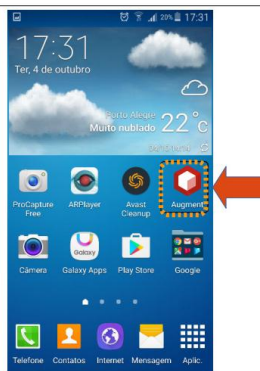 20% 17:31
17:31
Ter, 4 de outubro
Porto Alegre
Muito nublado 22°c
ProCapture Free
ARPlayer
Avast Cleanup
Augment
Câmera
Galaxy
Galaxy Apps
Play Store
Google
Telefone
Contatos
Internet
Mensagem
Aplic.